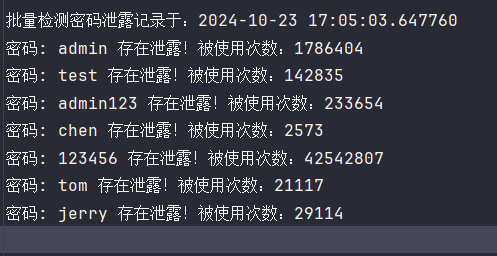 批量检测密码泄露记录于：2024-10-23 17:05:03.647760
密码: admin 存在泄露! 被使用次数：1786404
密码: test 存在泄露! 被使用次数：142835
密码: admin123 存在泄露! 被使用次数：233654
密码: chen 存在泄露! 被使用次数：2573
密码: 123456 存在泄露! 被使用次数：42542807
密码: tom 存在泄露! 被使用次数：21117
密码: jerry 存在泄露! 被使用次数：29114